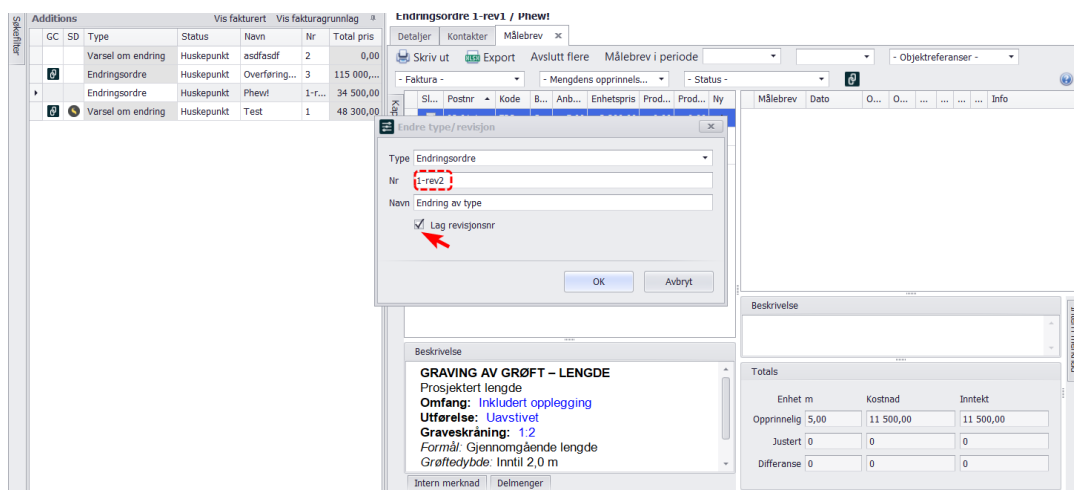 Søkefilter
Additions Vis fakturert Vis fakturagrunnlag
GC SD Type Status Navn Nr Total pris
Varsel om endring Huskepunkt asdfasdf 2 0,00
Endringsordre Huskepunkt Overføring... 3 115 000,...
Endringsordre Huskepunkt Phew! 1-r... 34 500,00
Varsel om endring Huskepunkt Test 1 48 300,00
Endringsordre 1-rev1 / Phew!
Detaljer Kontakter Målebrev
Skriv ut Export Avslutt flere Målebrev i periode - Objektreferanser -
- Faktura - - Mengdens opprinnels... - Status -
Sl... Postnr Kode B... Anb... Enhetspris Prod... Prod... Ny
Målebrev Dato O... O... ... ... ... ... Info
Endre type/revisjon
Type Endringsordre
Nr 1-rev2
Navn Endring av type
Lag revisjonsnr
OK Avbryt
Beskrivelse
GRAVING AV GRØFT – LENGDE
Prosjektert lengde
Omfang: Inkludert opplegging
Utførelse: Uavstivet
Graveskråning: 1:2
Formål: Gjennomgående lengde
Grøftedybde: Inntil 2,0 m
Intern merknad Delmenger
Beskrivelse
Totals
Enhet m Kostnad Inntekt
Opprinnelig 5,00 11 500,00 11 500,00
Justert 0 0 0
Differanse 0 0 0